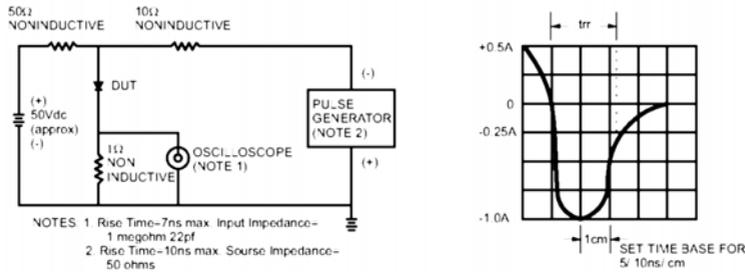 50Ω
NONINDUCTIVE
10Ω
NONINDUCTIVE
DUT
(+)
50Vdc
(approx)
(-)
1Ω
NON
INDUCTIVE
OSCILLOSCOPE
(NOTE 1)
(-)
PULSE
GENERATOR
(NOTE 2)
(+)
NOTES: 1. Rise Time-7ns max. Input Impedance-
1 megohm 22pf
2. Rise Time-10ns max. Sourse Impedance-
50 ohms
trr
+0.5A
0
-0.25A
-1.0A
1cm
SET TIME BASE FOR
5/ 10ns/ cm